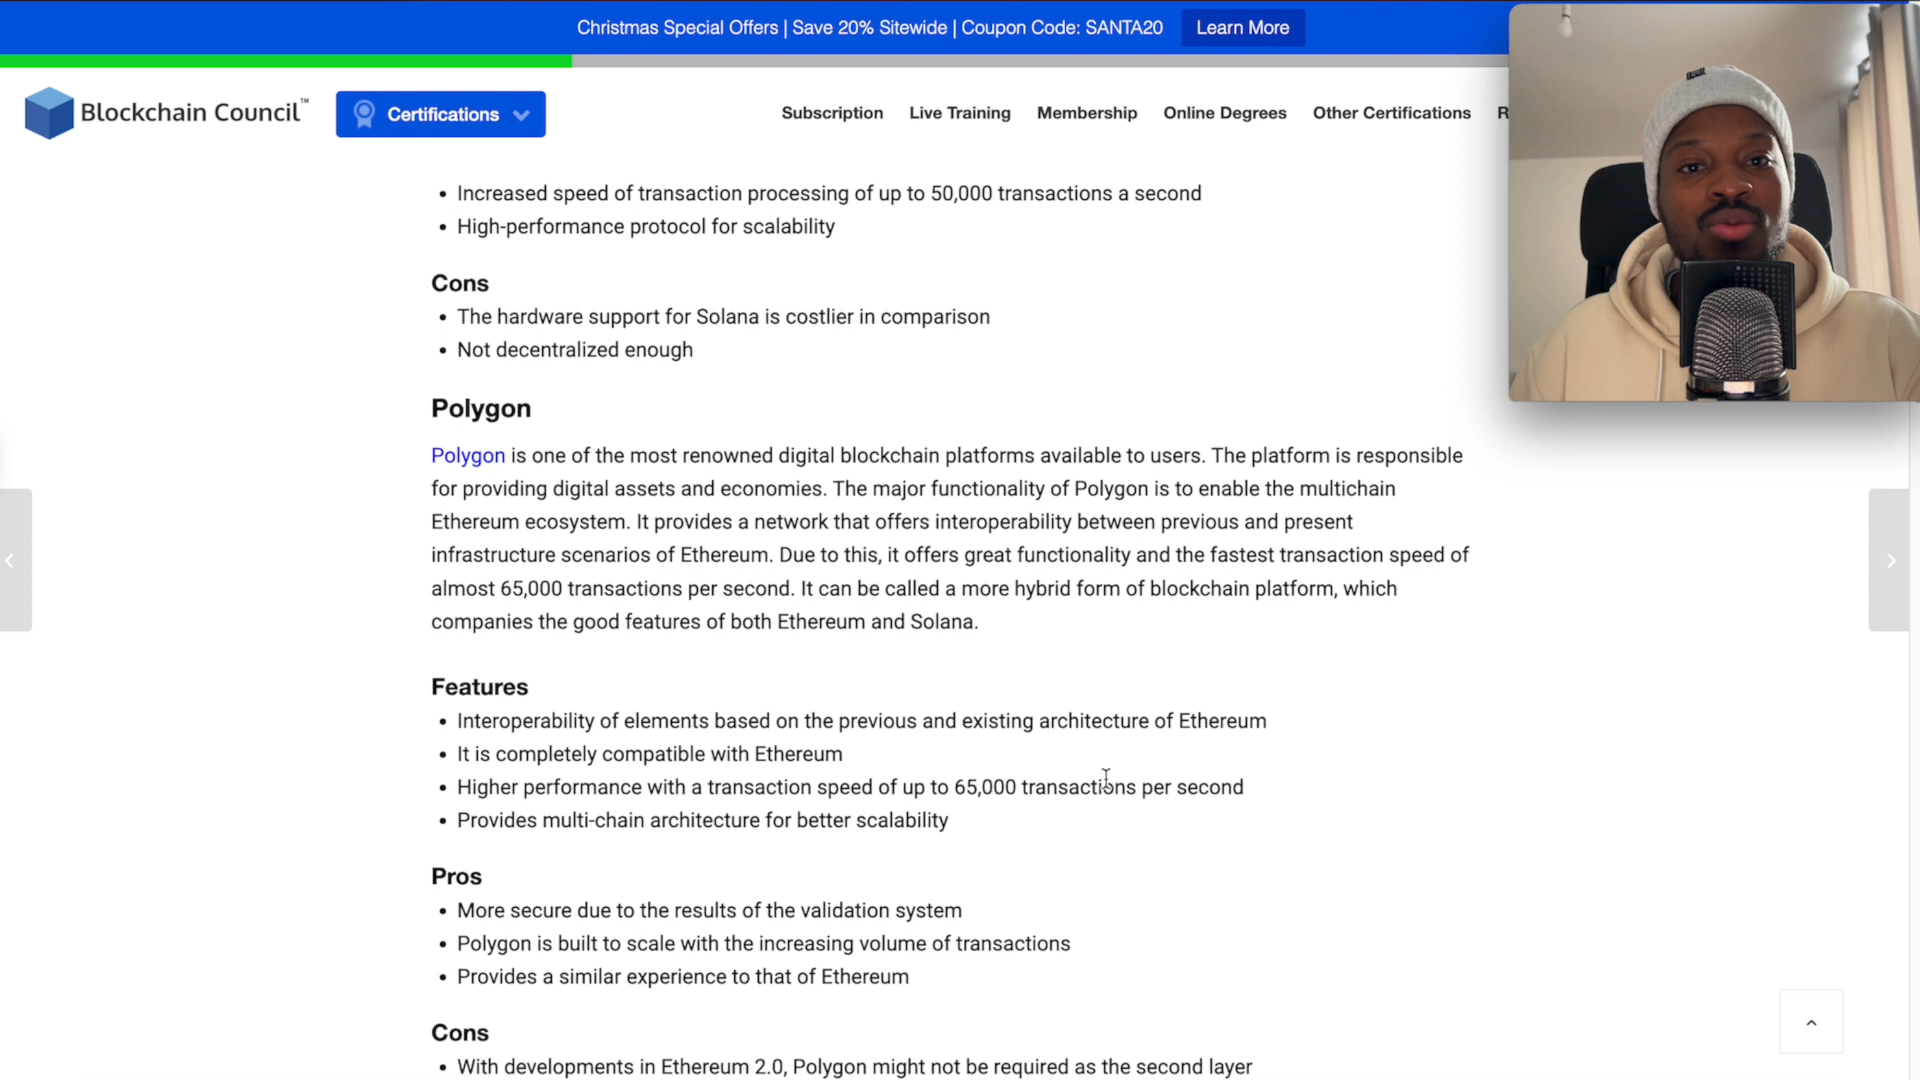 Christmas Special Offers | Save 20% Sitewide | Coupon Code: SANTA20
Learn More
Blockchain Council™
Certifications
Subscription
Live Training
Membership
Online Degrees
Other Certifications
R
• Increased speed of transaction processing of up to 50,000 transactions a second
• High-performance protocol for scalability
Cons
• The hardware support for Solana is costlier in comparison
• Not decentralized enough
Polygon
Polygon is one of the most renowned digital blockchain platforms available to users. The platform is responsible
for providing digital assets and economies. The major functionality of Polygon is to enable the multichain
Ethereum ecosystem. It provides a network that offers interoperability between previous and present
infrastructure scenarios of Ethereum. Due to this, it offers great functionality and the fastest transaction speed of
almost 65,000 transactions per second. It can be called a more hybrid form of blockchain platform, which
companies the good features of both Ethereum and Solana.
Features
• Interoperability of elements based on the previous and existing architecture of Ethereum
• It is completely compatible with Ethereum
• Higher performance with a transaction speed of up to 65,000 transactions per second
• Provides multi-chain architecture for better scalability
Pros
• More secure due to the results of the validation system
• Polygon is built to scale with the increasing volume of transactions
• Provides a similar experience to that of Ethereum
Cons
• With developments in Ethereum 2.0, Polygon might not be required as the second layer